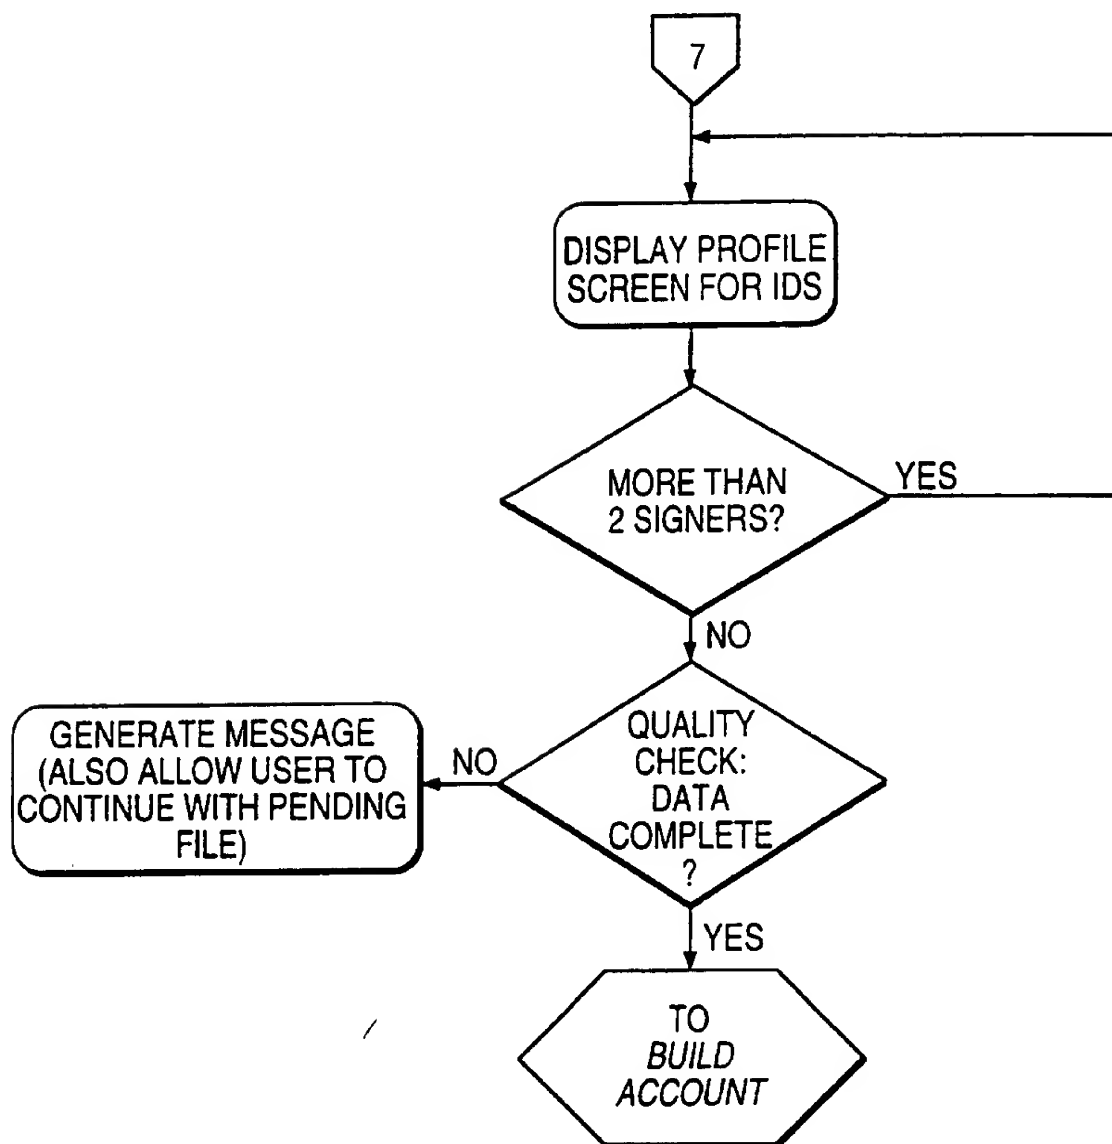 7
DISPLAY PROFILE
SCREEN FOR IDS
MORE THAN
2 SIGNERS?
YES
NO
QUALITY
CHECK:
DATA
COMPLETE
?
NO
GENERATE MESSAGE
(ALSO ALLOW USER TO
CONTINUE WITH PENDING
FILE)
YES
TO
BUILD
ACCOUNT